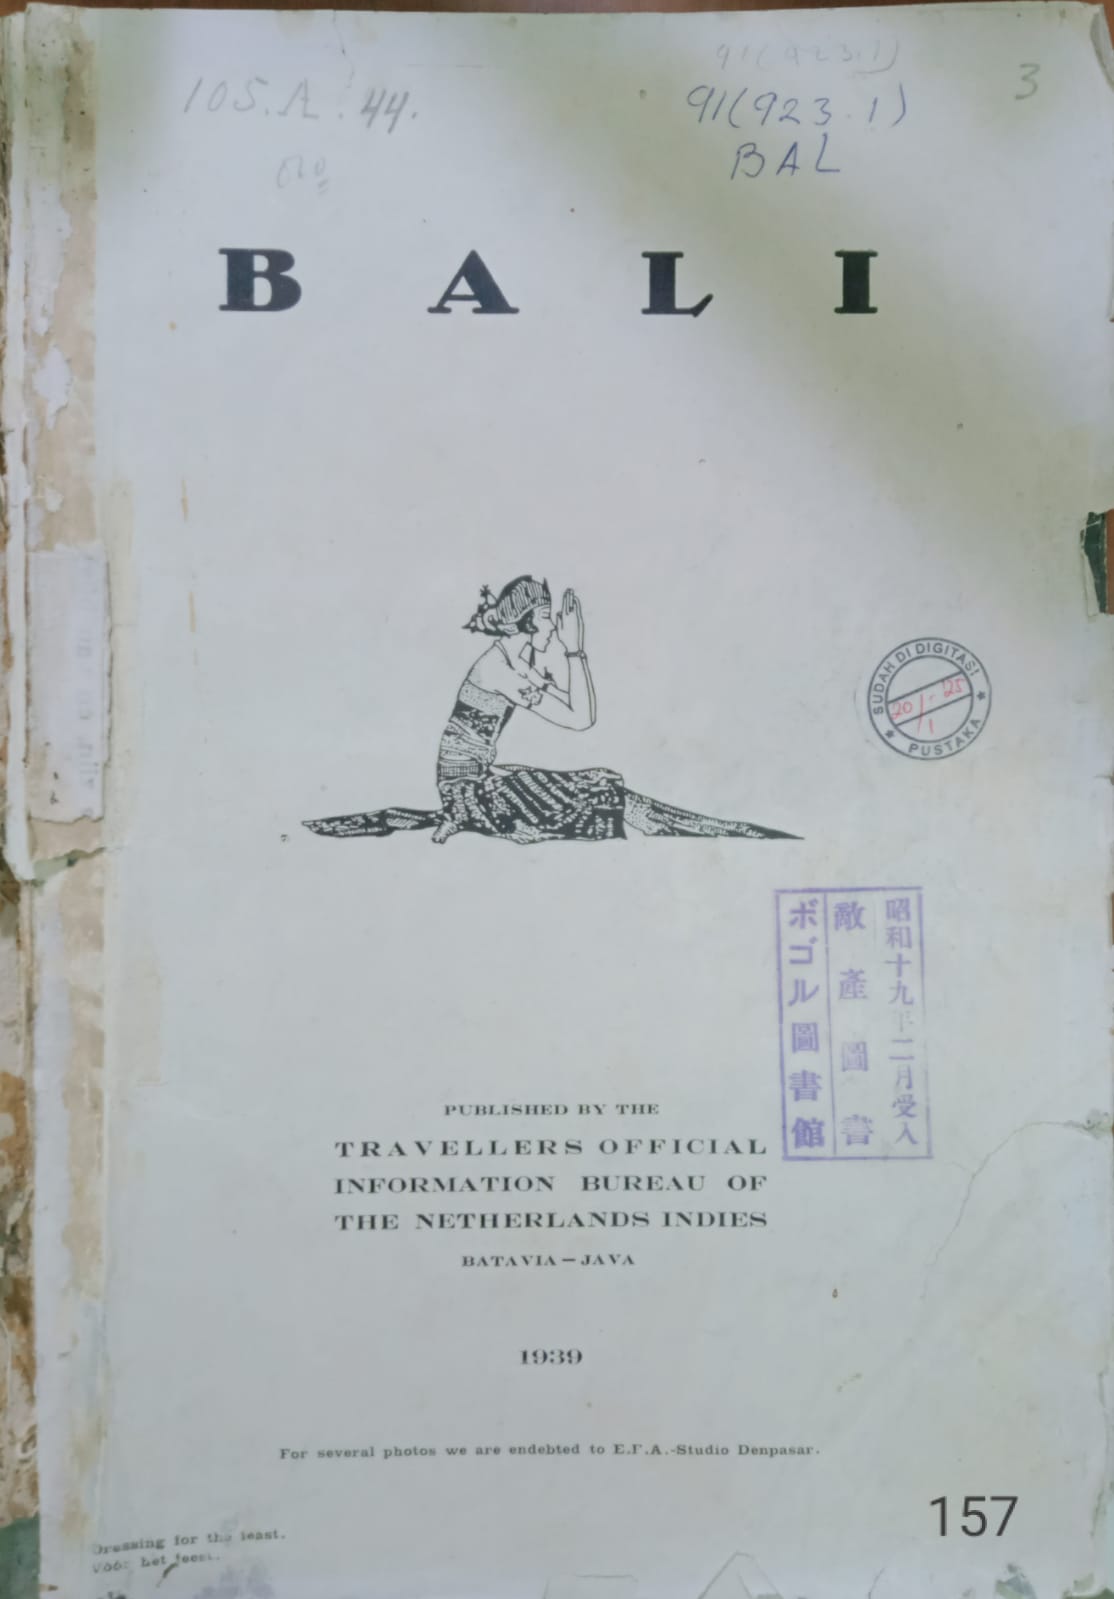 91(923.1)
105.A. 44.
91(923.1)
BAL
3
BALI
SUDAH DI DIGITASI
20/1-25
PUSTAKA
昭和十九年二月受入
敵產圖書
ボゴル圖書館
PUBLISHED BY THE
TRAVELLERS OFFICIAL
INFORMATION BUREAU OF
THE NETHERLANDS INDIES
BATAVIA — JAVA
1939
For several photos we are endebted to E.F.A.-Studio Denpasar.
157
Dressing for the feast.
Vóór het feest.